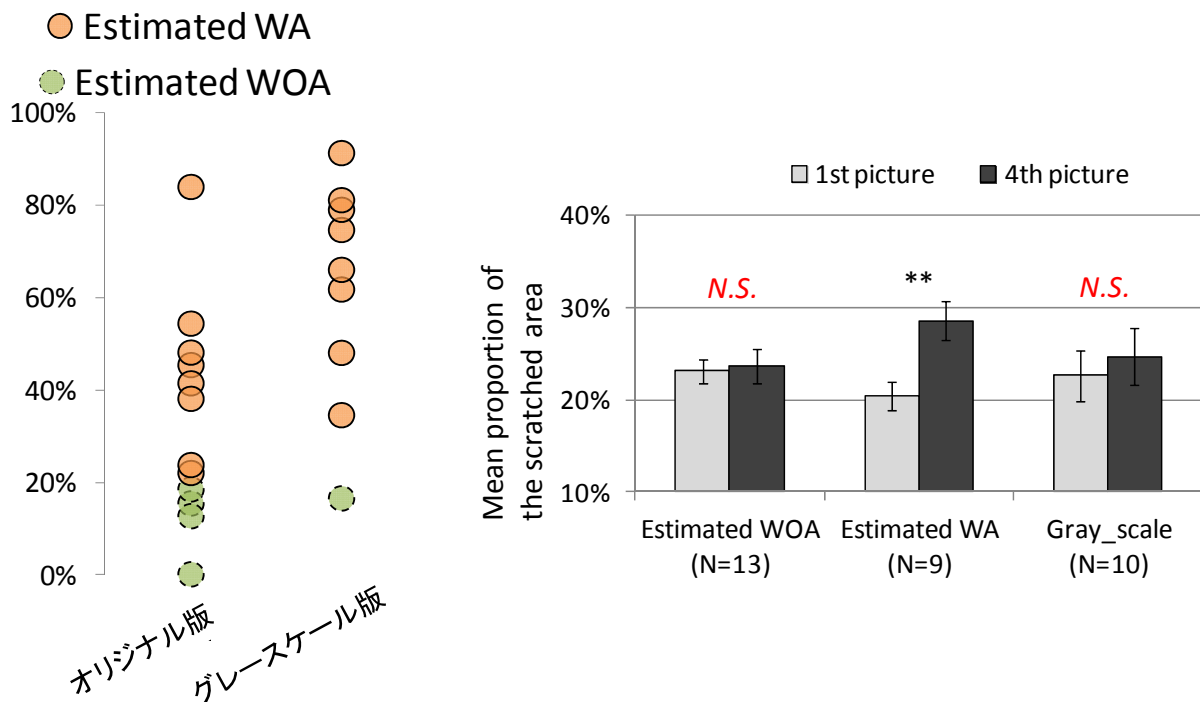 Estimated WA
Estimated WOA
100%
80%
60%
40%
20%
0%
オリジナル版
グレースケール版
1st picture
4th picture
Mean proportion of
the scratched area
40%
30%
20%
10%
N.S.
**
N.S.
Estimated WOA
(N=13)
Estimated WA
(N=9)
Gray_scale
(N=10)